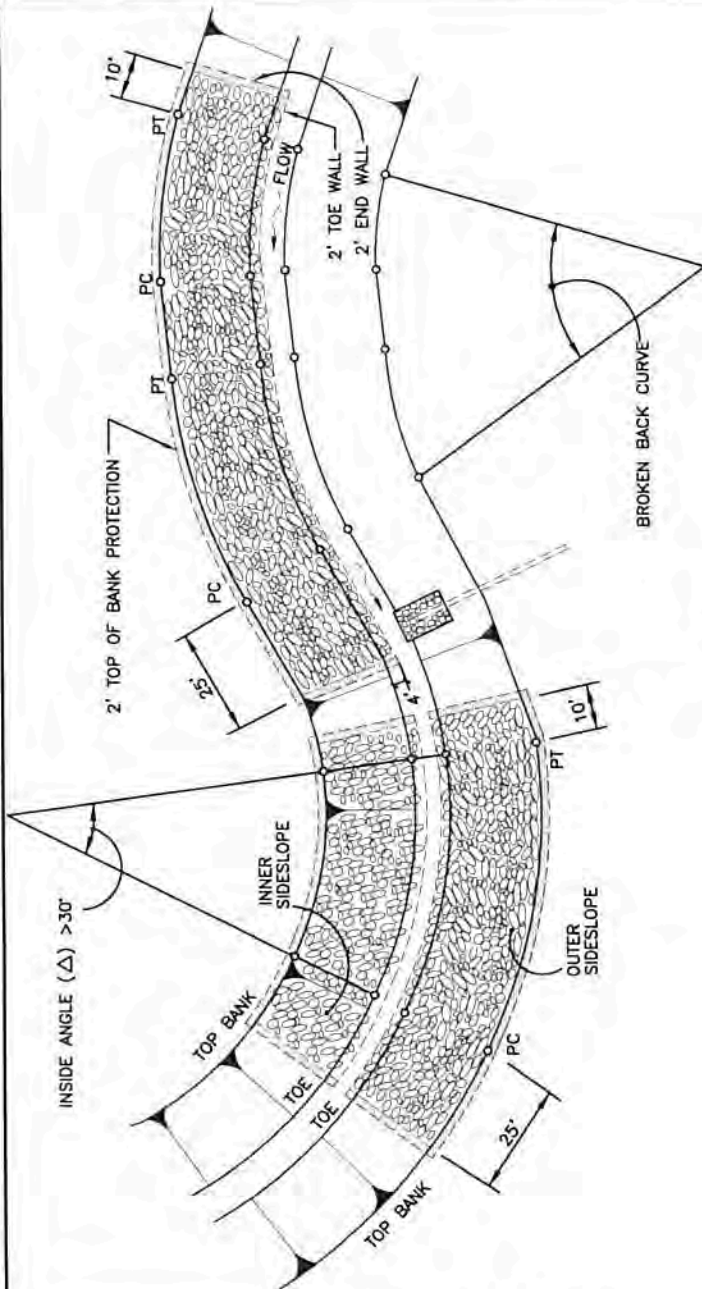 10'
PT
FLOW
2' TOE WALL
2' END WALL
PC
PT
2' TOP OF BANK PROTECTION
BROKEN BACK CURVE
PC
25'
4'
10'
PT
INSIDE ANGLE (Δ) >30°
INNER
SIDESLOPE
OUTER
SIDESLOPE
TOP BANK
TOE
TOE
PC
25'
TOP BANK